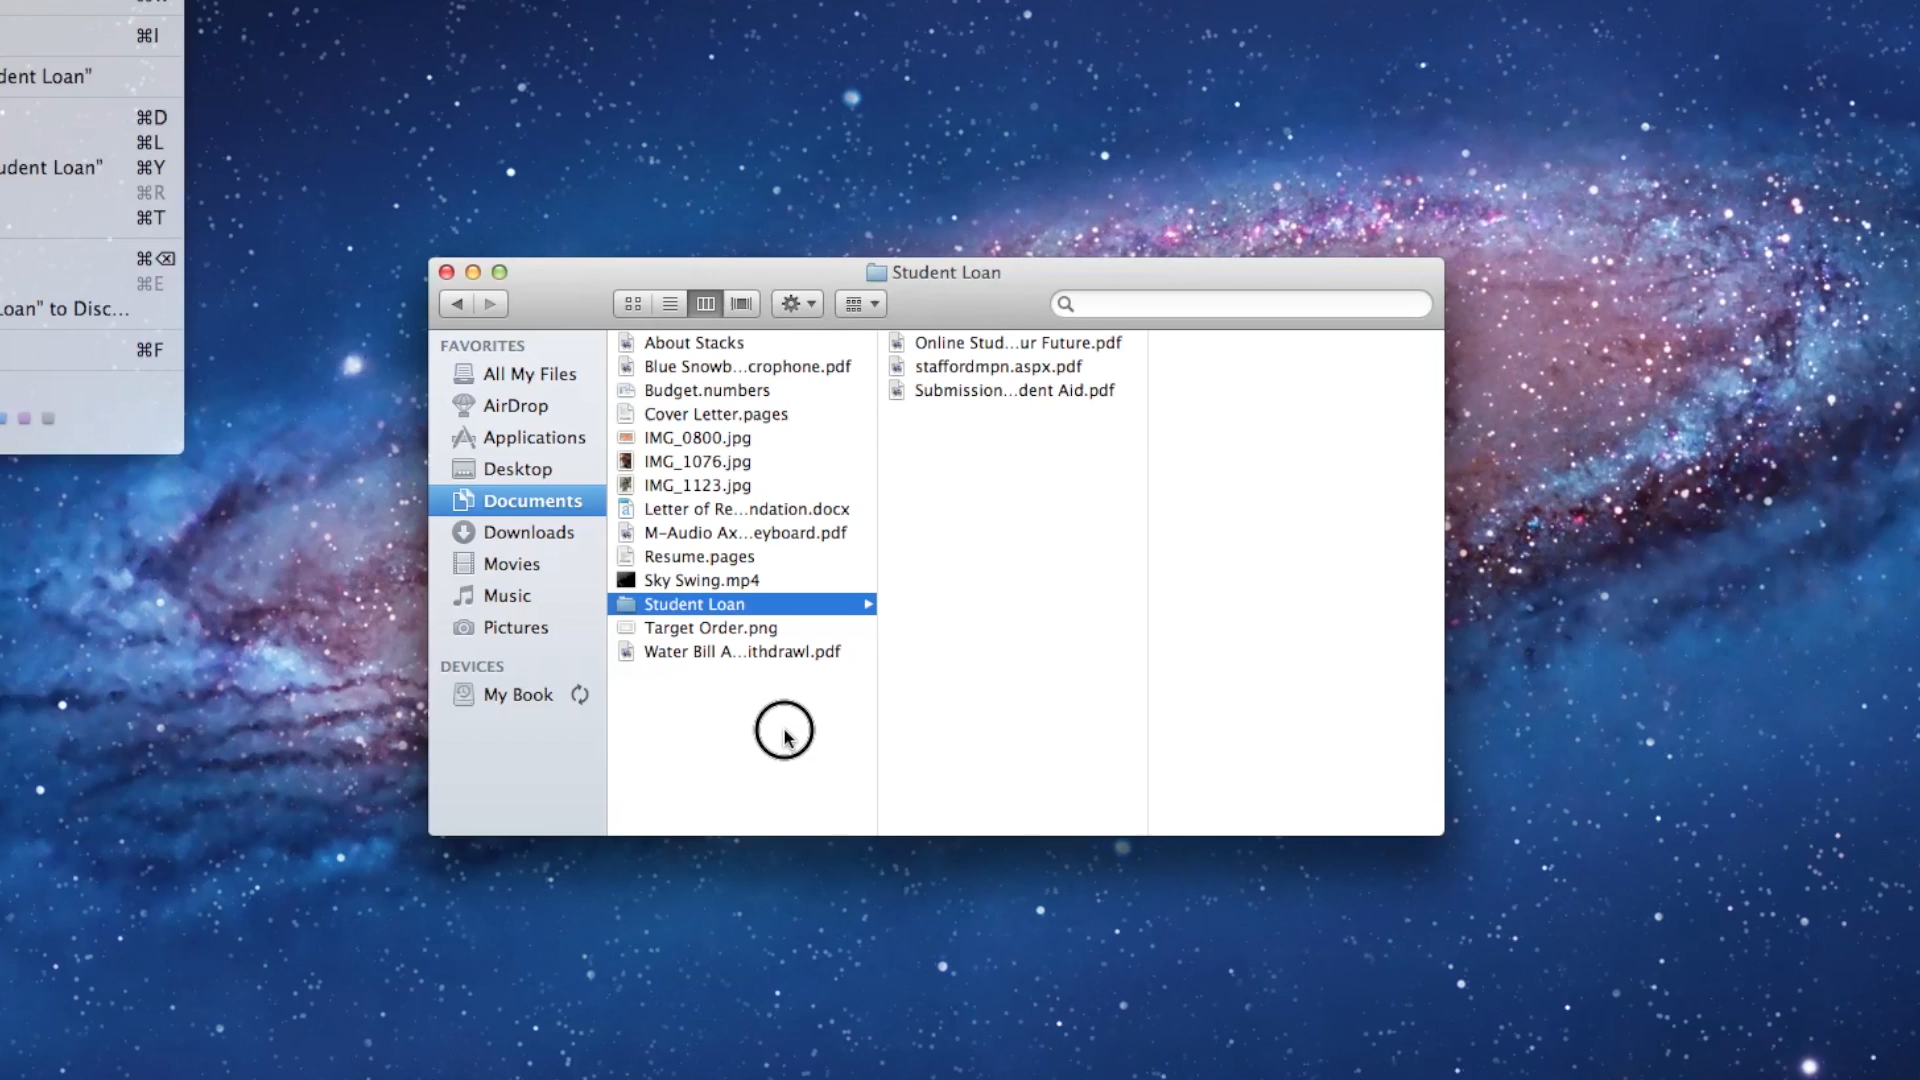 ⌘I
dent Loan"
⌘D
⌘L
udent Loan" ⌘Y
⌘R
⌘T
⌘⌫
⌘E
Loan" to Disc...
⌘F
Student Loan
FAVORITES
All My Files
AirDrop
Applications
Desktop
Documents
Downloads
Movies
Music
Pictures
DEVICES
My Book
About Stacks
Blue Snowb...crophone.pdf
Budget.numbers
Cover Letter.pages
IMG_0800.jpg
IMG_1076.jpg
IMG_1123.jpg
Letter of Re...ndation.docx
M-Audio Ax...eyboard.pdf
Resume.pages
Sky Swing.mp4
Student Loan
Target Order.png
Water Bill A...ithdrawl.pdf
Online Stud...ur Future.pdf
staffordmpn.aspx.pdf
Submission...dent Aid.pdf